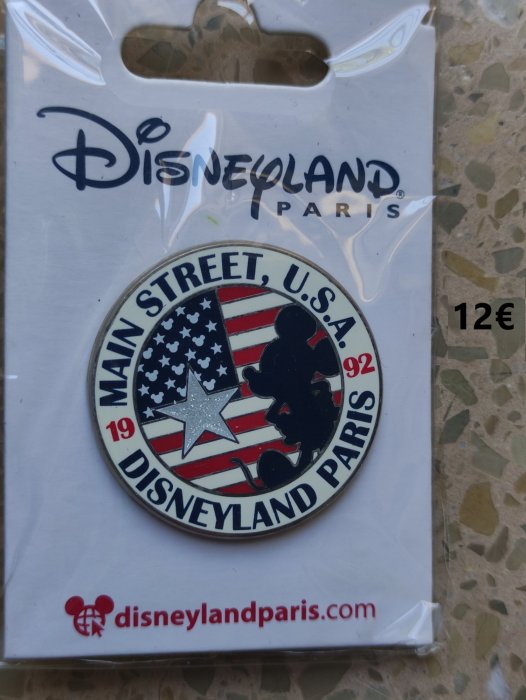 DISNEYLAND®
PARIS
MAIN STREET, U.S.A.
19 92
DISNEYLAND PARIS
12€
disneylandparis.com